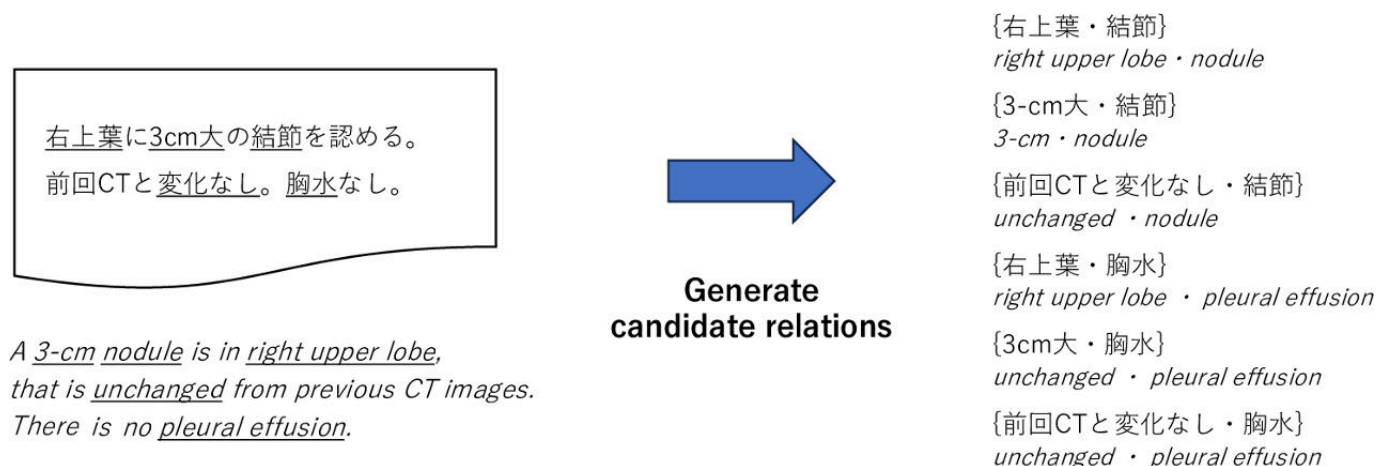 右上葉に3cm大の結節を認める。
前回CTと変化なし。胸水なし。
A 3-cm nodule is in right upper lobe,
that is unchanged from previous CT images.
There is no pleural effusion.
Generate
candidate relations
{右上葉・結節}
right upper lobe・nodule
{3-cm大・結節}
3-cm・nodule
{前回CTと変化なし・結節}
unchanged ・nodule
{右上葉・胸水}
right upper lobe ・ pleural effusion
{3cm大・胸水}
unchanged ・ pleural effusion
{前回CTと変化なし・胸水}
unchanged ・ pleural effusion